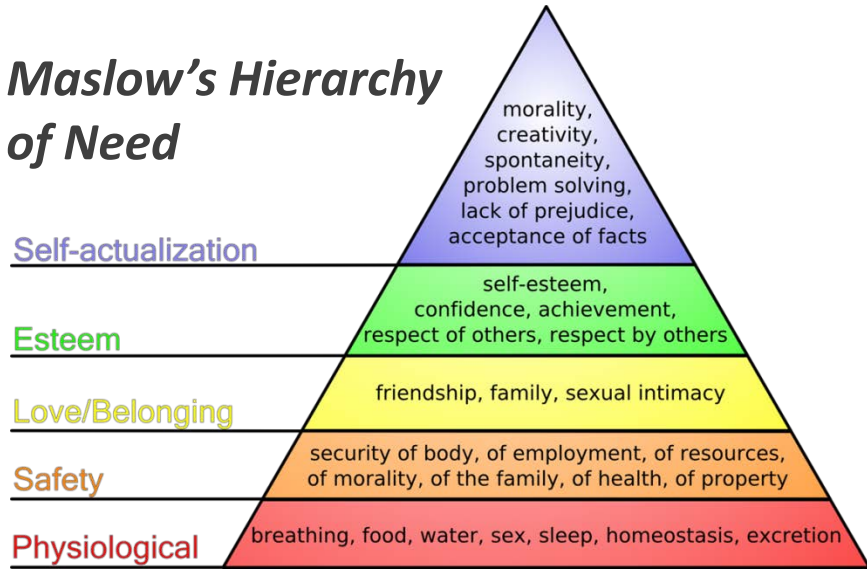 Maslow's Hierarchy
of Need
morality,
creativity,
spontaneity,
problem solving,
lack of prejudice,
acceptance of facts
Self-actualization
self-esteem,
confidence, achievement,
respect of others, respect by others
Esteem
friendship, family, sexual intimacy
Love/Belonging
security of body, of employment, of resources,
of morality, of the family, of health, of property
Safety
breathing, food, water, sex, sleep, homeostasis, excretion
Physiological